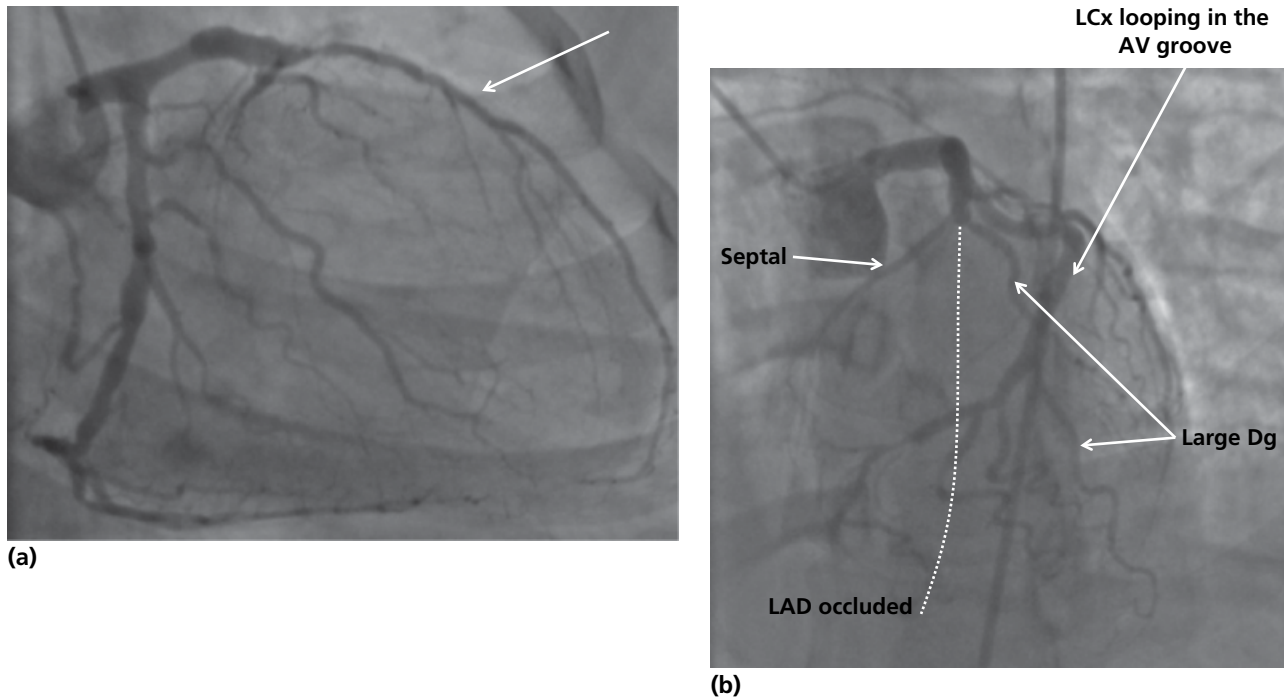 (a)
LCx looping in the
AV groove
Septal
Large Dg
LAD occluded
(b)